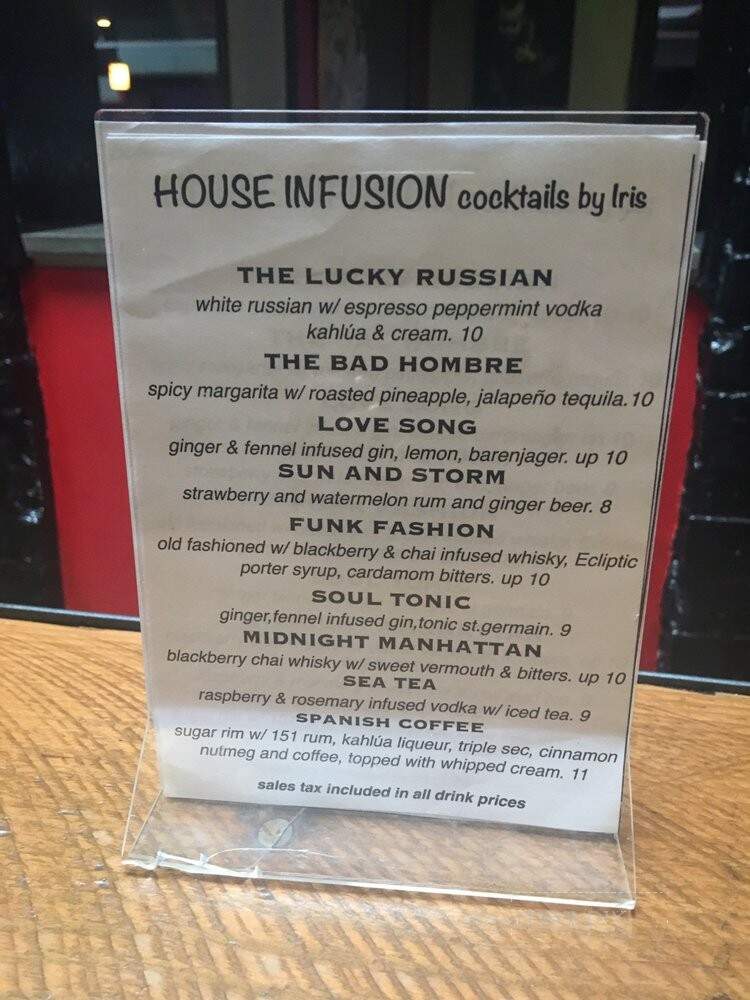 HOUSE INFUSION cocktails by Iris
THE LUCKY RUSSIAN
white russian w/ espresso peppermint vodka
kahlúa & cream. 10
THE BAD HOMBRE
spicy margarita w/ roasted pineapple, jalapeño tequila. 10
LOVE SONG
ginger & fennel infused gin, lemon, barenjager. up 10
SUN AND STORM
strawberry and watermelon rum and ginger beer. 8
FUNK FASHION
old fashioned w/ blackberry & chai infused whisky, Ecliptic
porter syrup, cardamom bitters. up 10
SOUL TONIC
ginger,fennel infused gin,tonic st.germain. 9
MIDNIGHT MANHATTAN
blackberry chai whisky w/ sweet vermouth & bitters. up 10
SEA TEA
raspberry & rosemary infused vodka w/ iced tea. 9
SPANISH COFFEE
sugar rim w/ 151 rum, kahlúa liqueur, triple sec, cinnamon
nutmeg and coffee, topped with whipped cream. 11
sales tax included in all drink prices